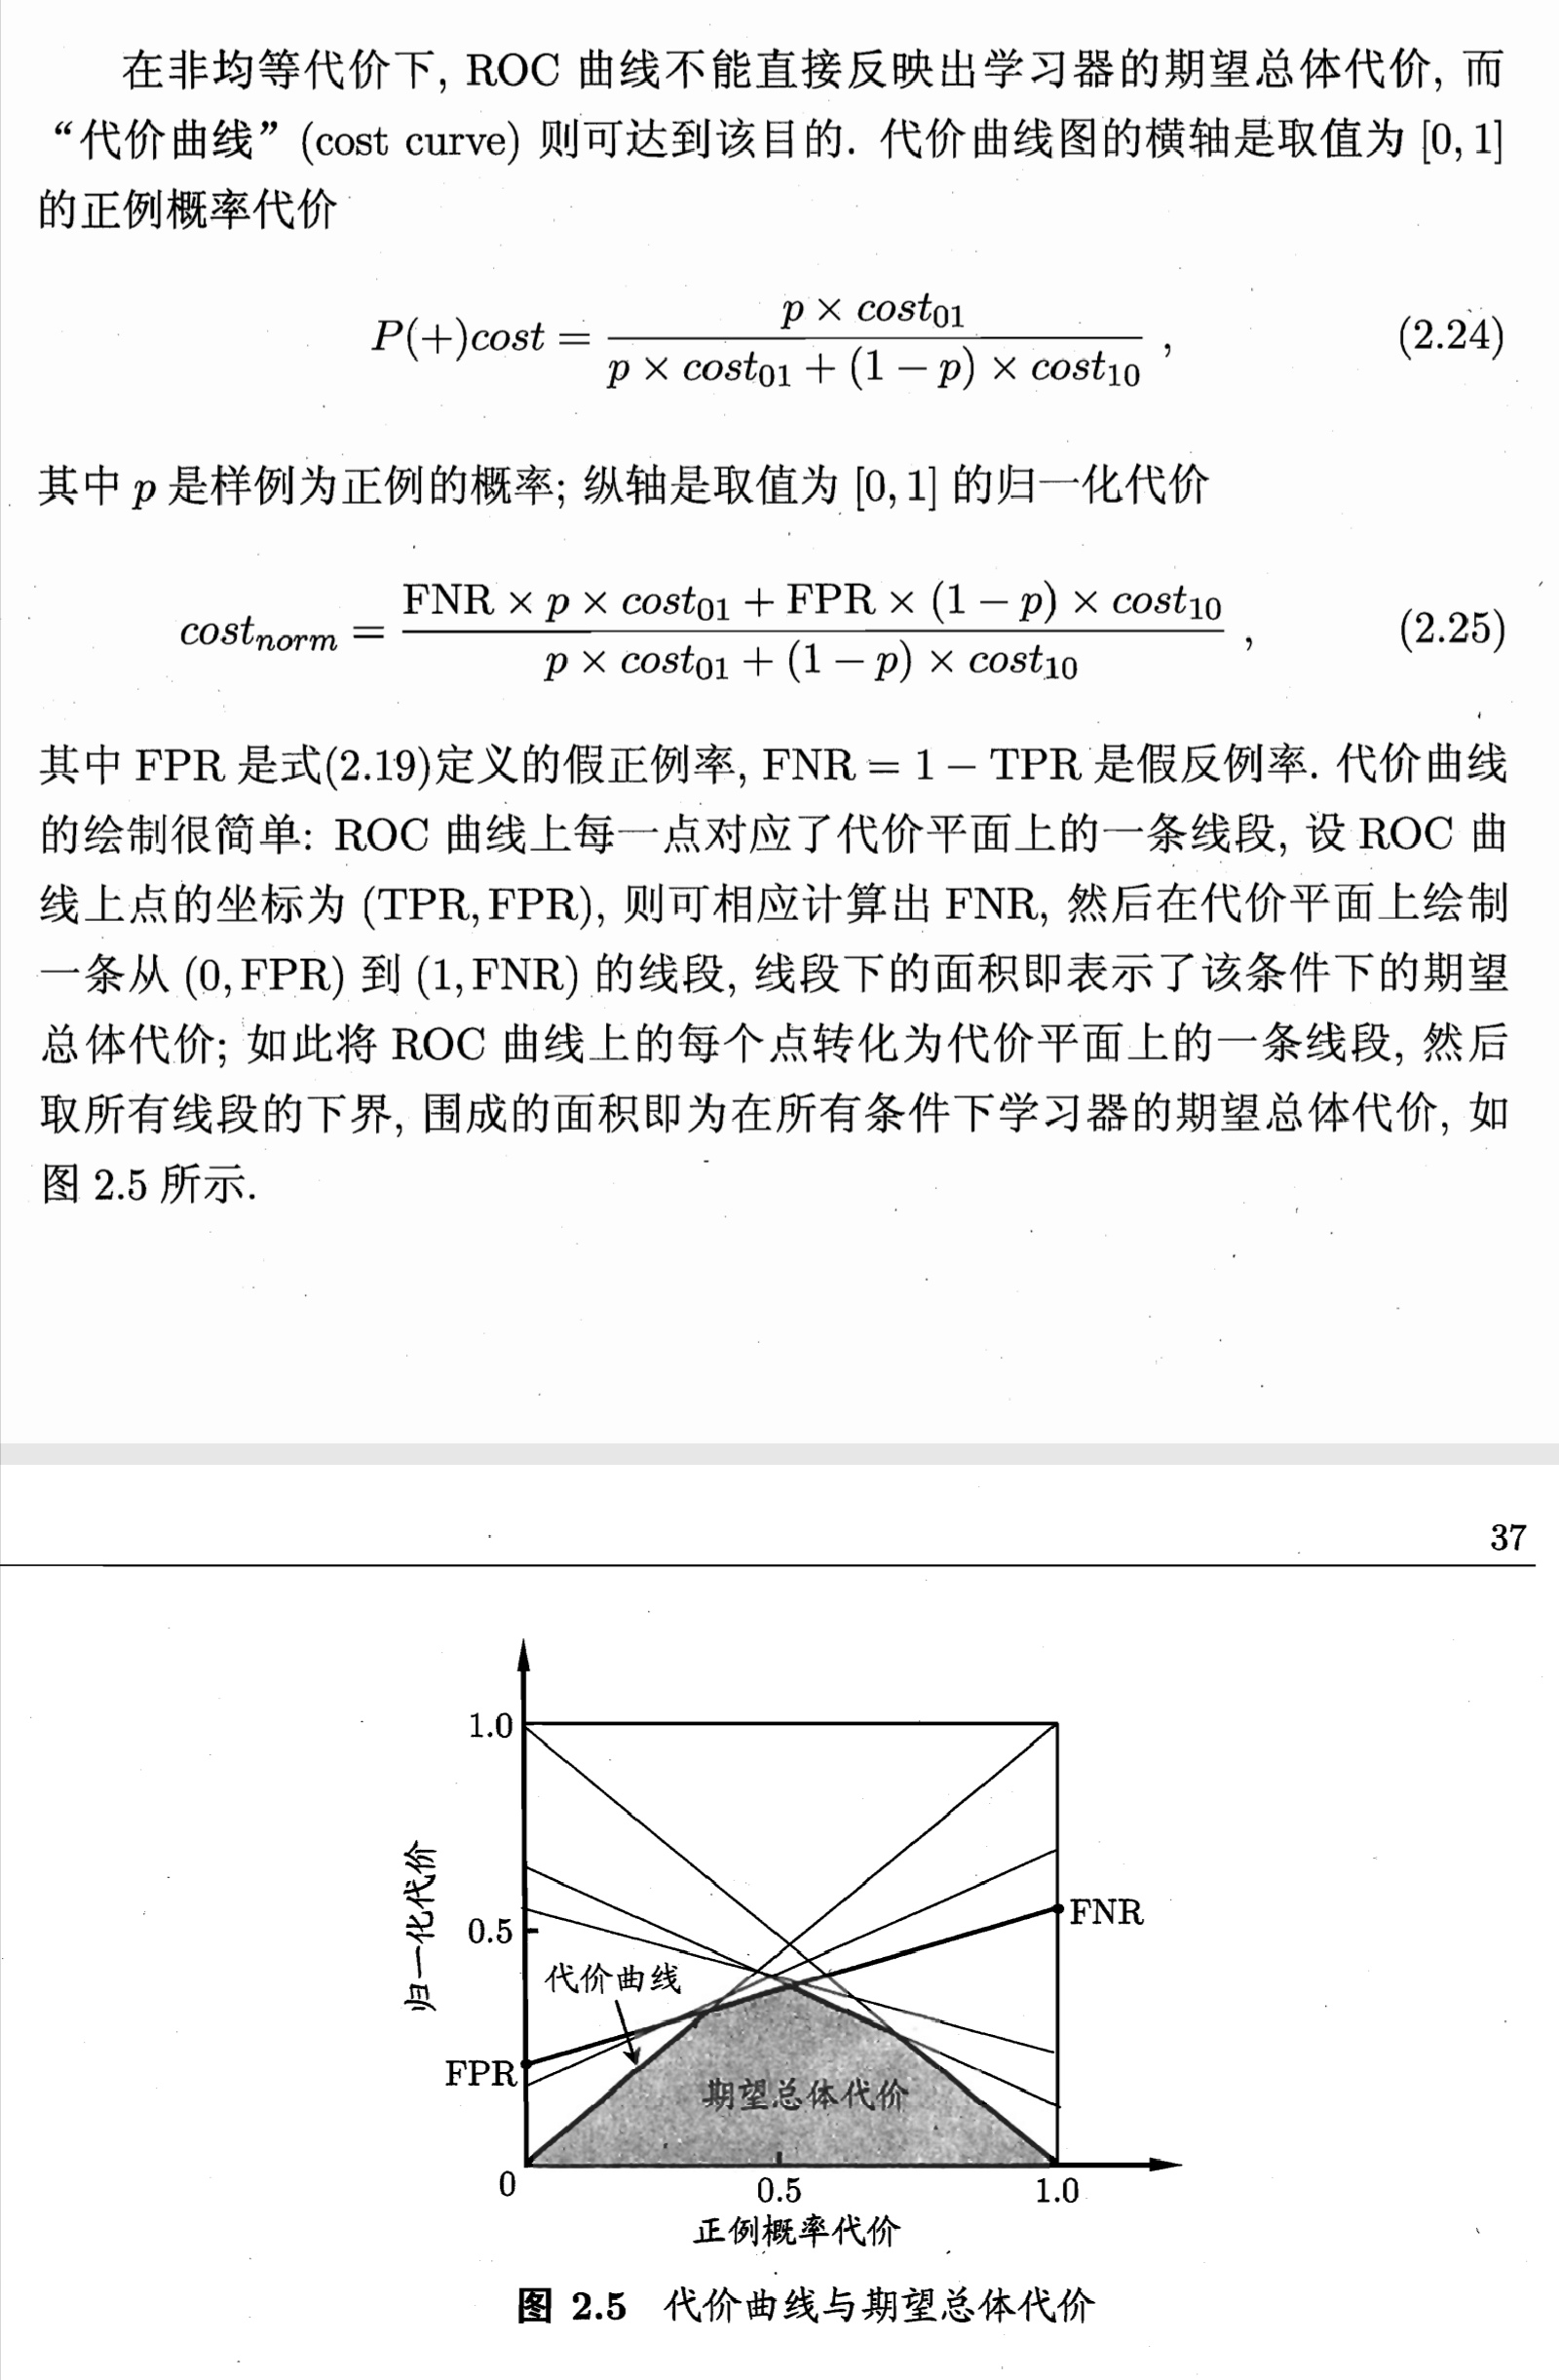 在非均等代价下, ROC 曲线不能直接反映出学习器的期望总体代价, 而
“代价曲线” (cost curve) 则可达到该目的. 代价曲线图的横轴是取值为 [0, 1]
的正例概率代价
P(+)cost = \frac{p × cost_{01}}{p × cost_{01} + (1 − p) × cost_{10}} , (2.24)
其中 p 是样例为正例的概率; 纵轴是取值为 [0, 1] 的归一化代价
cost_{norm} = \frac{FNR × p × cost_{01} + FPR × (1 − p) × cost_{10}}{p × cost_{01} + (1 − p) × cost_{10}} , (2.25)
其中 FPR 是式(2.19)定义的假正例率, FNR = 1 − TPR 是假反例率. 代价曲线
的绘制很简单: ROC 曲线上每一点对应了代价平面上的一条线段, 设 ROC 曲
线上点的坐标为 (TPR, FPR), 则可相应计算出 FNR, 然后在代价平面上绘制
一条从 (0, FPR) 到 (1, FNR) 的线段, 线段下的面积即表示了该条件下的期望
总体代价; 如此将 ROC 曲线上的每个点转化为代价平面上的一条线段, 然后
取所有线段的下界, 围成的面积即为在所有条件下学习器的期望总体代价, 如
图 2.5 所示.
37
1.0
归一化代价
0.5
FNR
代价曲线
FPR
期望总体代价
0
0.5
1.0
正例概率代价
图 2.5 代价曲线与期望总体代价